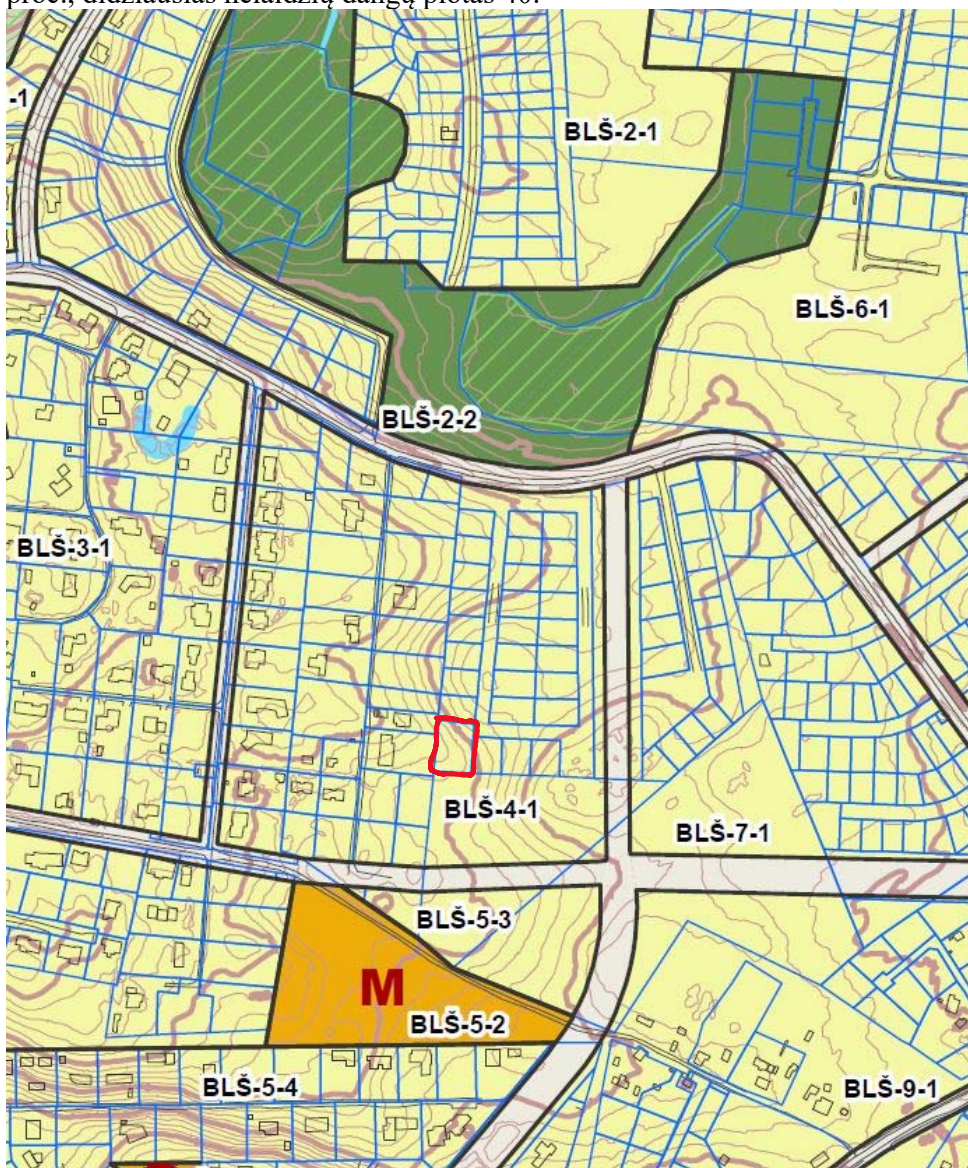 proc., didžiausias nelaidžių dangų plotas 40.
-1
BLŠ-2-1
BLŠ-6-1
BLŠ-2-2
BLŠ-3-1
BLŠ-4-1
BLŠ-7-1
BLŠ-5-3
M
BLŠ-5-2
BLŠ-5-4
BLŠ-9-1